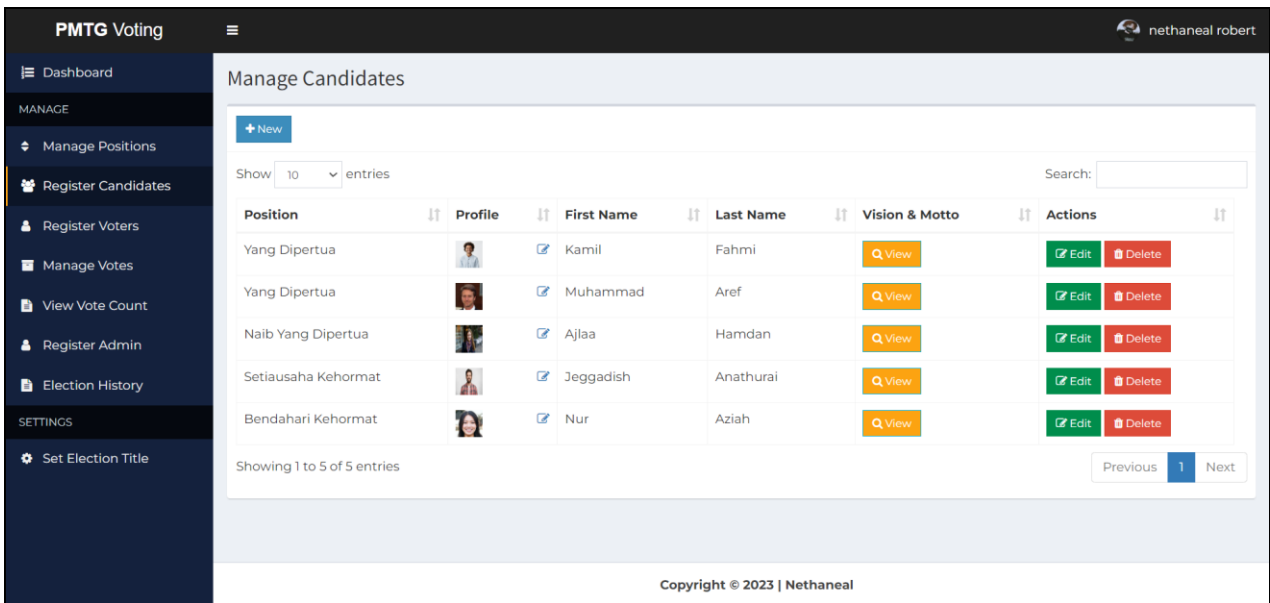 PMTG Voting
nethaneal robert
Dashboard
MANAGE
Manage Positions
Register Candidates
Register Voters
Manage Votes
View Vote Count
Register Admin
Election History
SETTINGS
Set Election Title
Manage Candidates
New
Show 10 entries Search:
Position Profile First Name Last Name Vision & Motto Actions
Yang Dipertua Kamil Fahmi View Edit Delete
Yang Dipertua Muhammad Aref View Edit Delete
Naib Yang Dipertua Ajlaa Hamdan View Edit Delete
Setiausaha Kehormat Jeggadish Anathurai View Edit Delete
Bendahari Kehormat Nur Aziah View Edit Delete
Showing 1 to 5 of 5 entries Previous 1 Next
Copyright © 2023 | Nethaneal